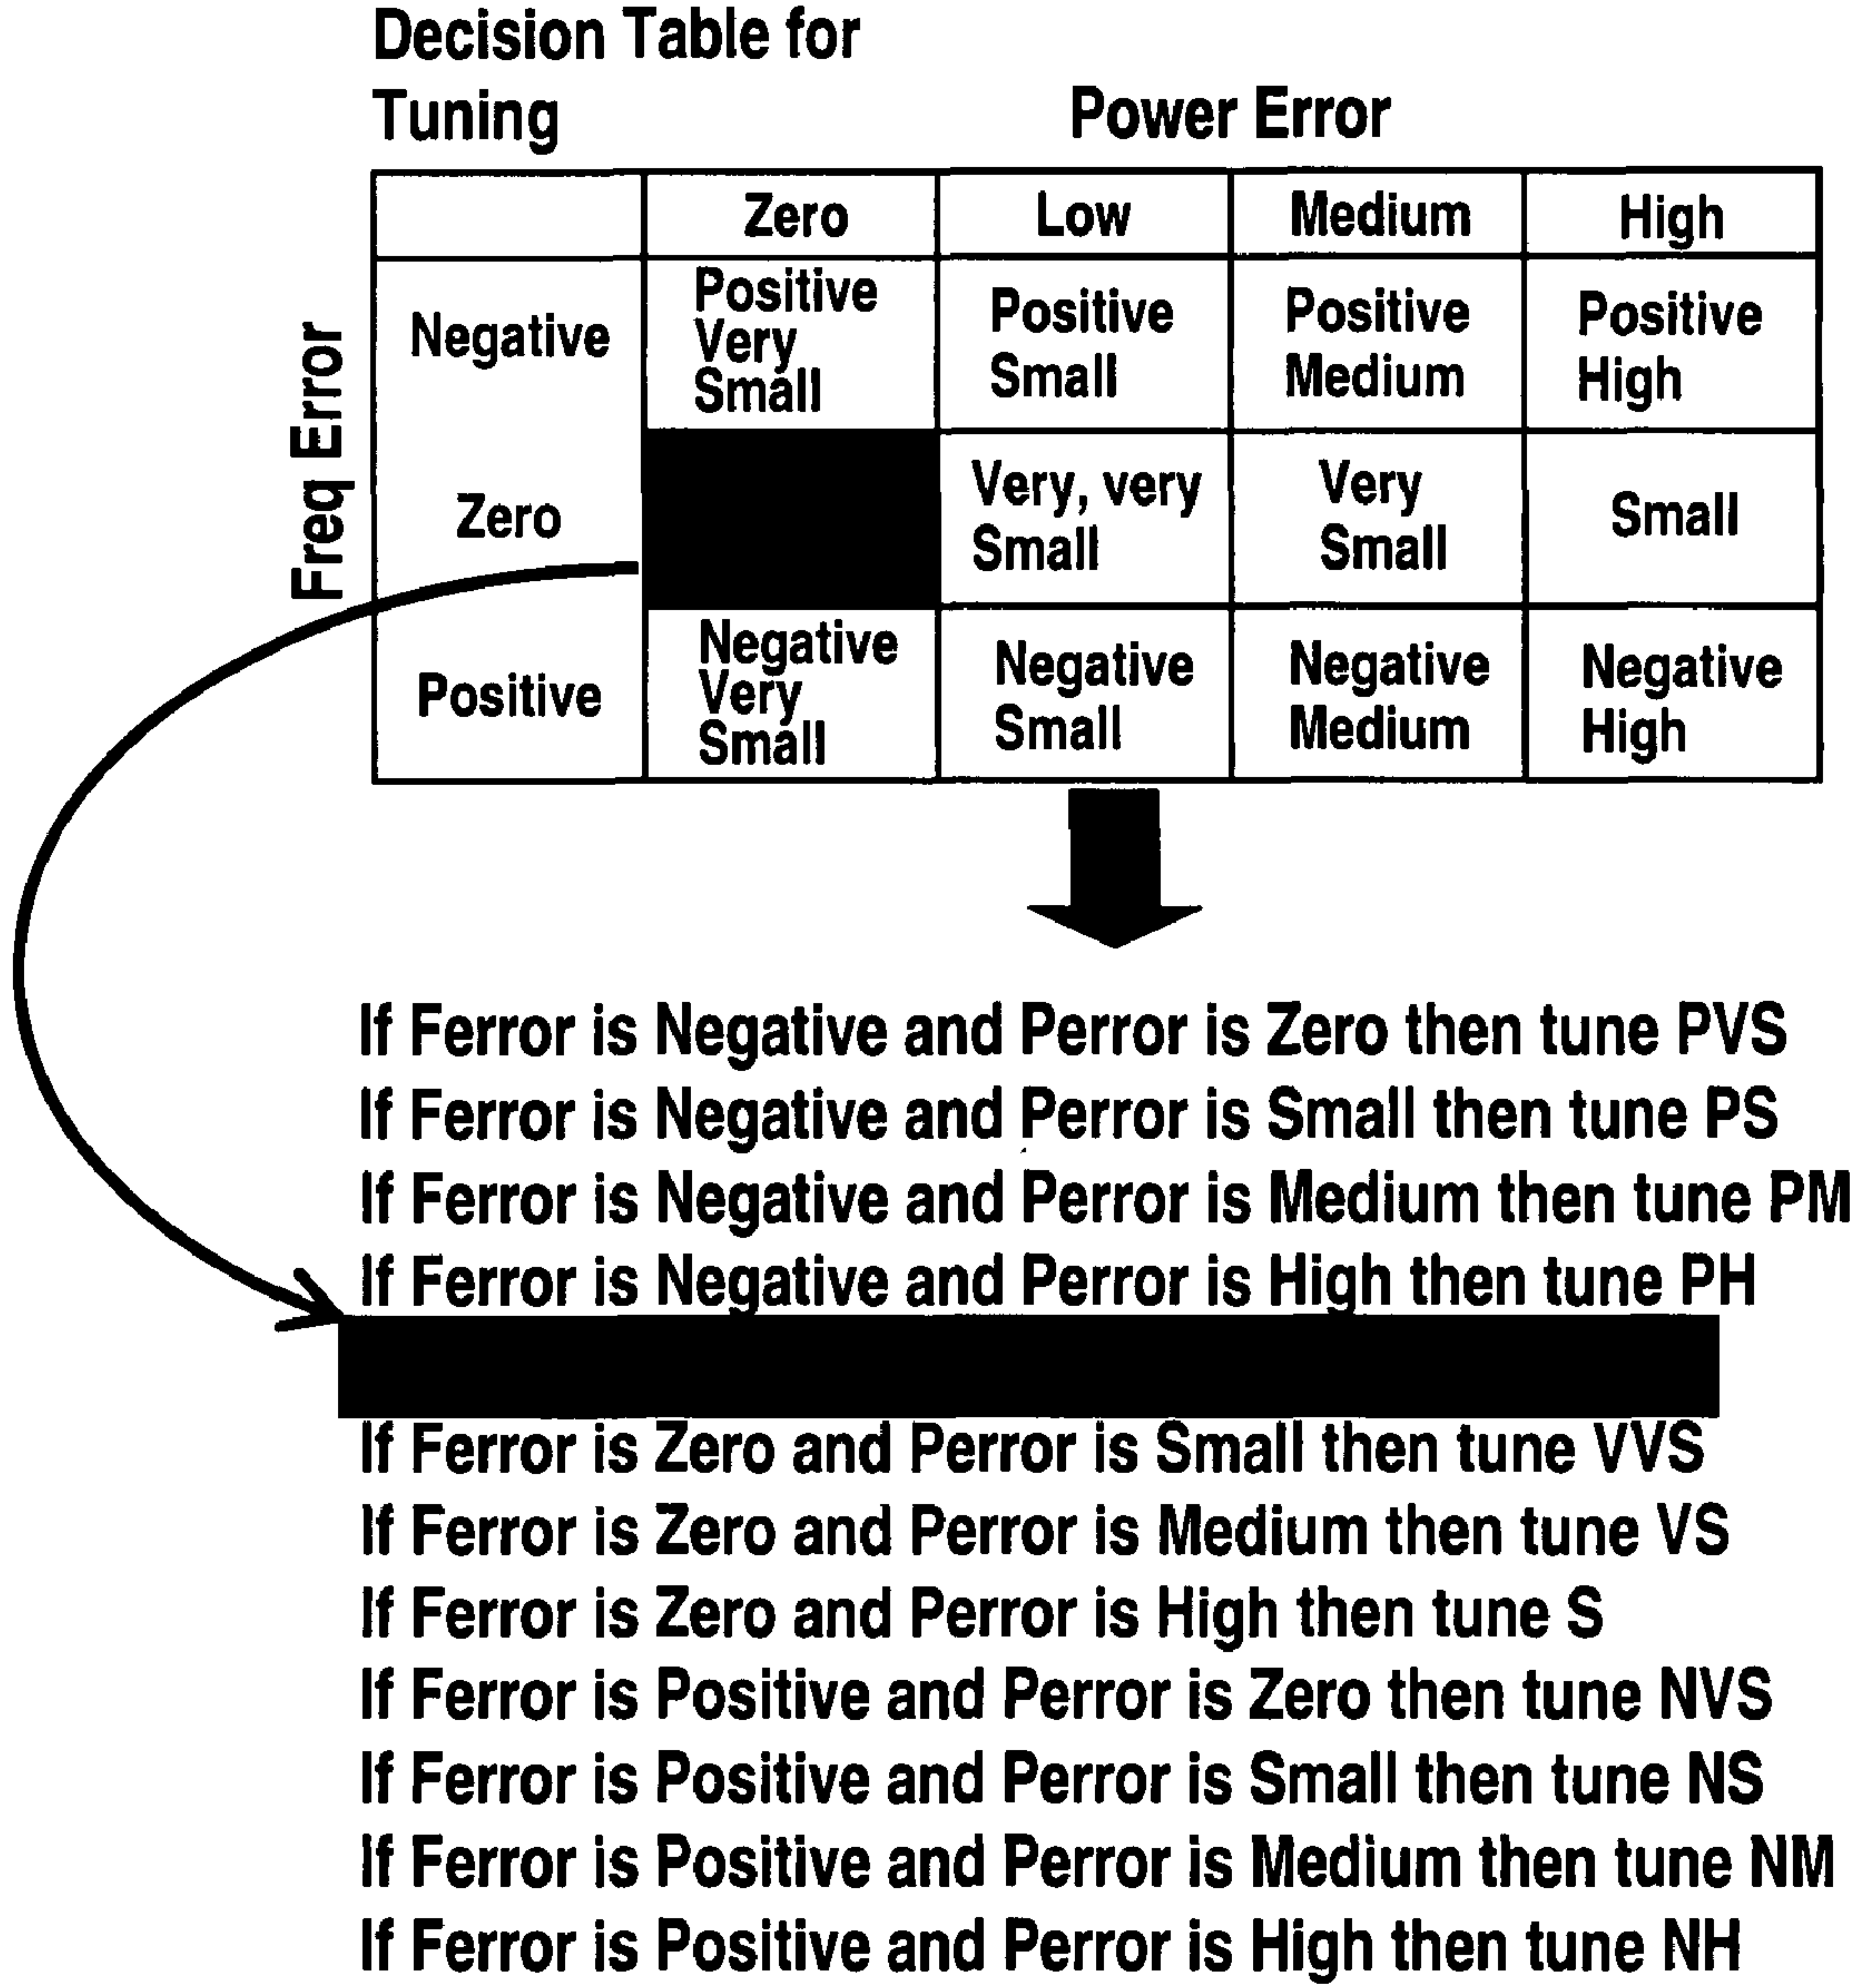 Decision Table for
Tuning
Power Error
Zero Low Medium High
Freq Error
Negative
Positive
Very
Small
Positive
Small
Positive
Medium
Positive
High
Zero
Very, very
Small
Very
Small
Small
Positive
Negative
Very
Small
Negative
Small
Negative
Medium
Negative
High
If Ferror is Negative and Perror is Zero then tune PVS
If Ferror is Negative and Perror is Small then tune PS
If Ferror is Negative and Perror is Medium then tune PM
If Ferror is Negative and Perror is High then tune PH
If Ferror is Zero and Perror is Small then tune VVS
If Ferror is Zero and Perror is Medium then tune VS
If Ferror is Zero and Perror is High then tune S
If Ferror is Positive and Perror is Zero then tune NVS
If Ferror is Positive and Perror is Small then tune NS
If Ferror is Positive and Perror is Medium then tune NM
If Ferror is Positive and Perror is High then tune NH